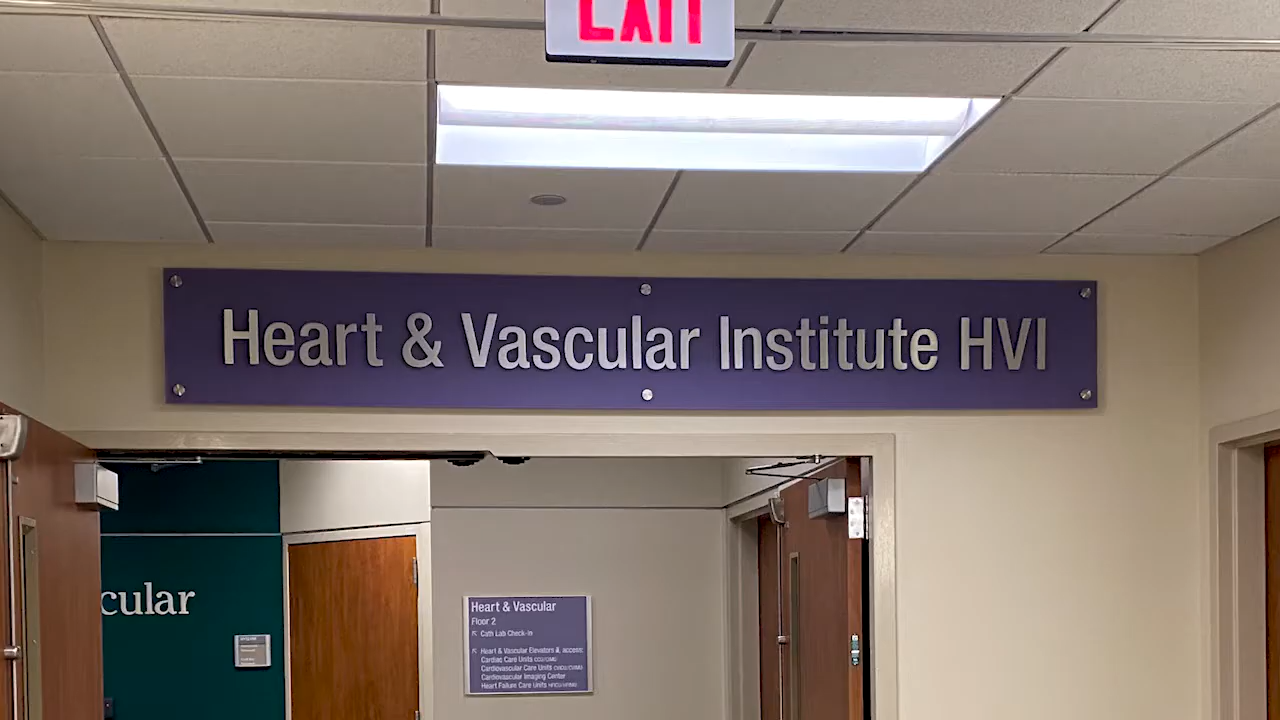 EXIT
Heart & Vascular Institute HVI
cular
Heart & Vascular
Floor 2
Cath Lab Check-in
Heart & Vascular Elevators & access:
Cardiac Care Units
Cardiovascular Care Units
Cardiovascular Imaging Center
Heart Failure Care Units